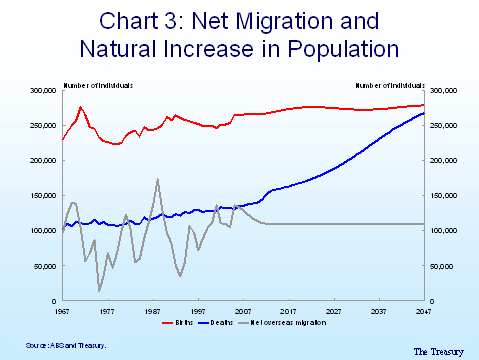 Chart 3: Net Migration and
Natural Increase in Population
Number of individuals Number of individuals
300,000 300,000
250,000 250,000
200,000 200,000
150,000 150,000
100,000 100,000
50,000 50,000
0 0
1967 1977 1987 1997 2007 2017 2027 2037 2047
Births Deaths Net overseas migration
Source: ABS and Treasury.
The Treasury